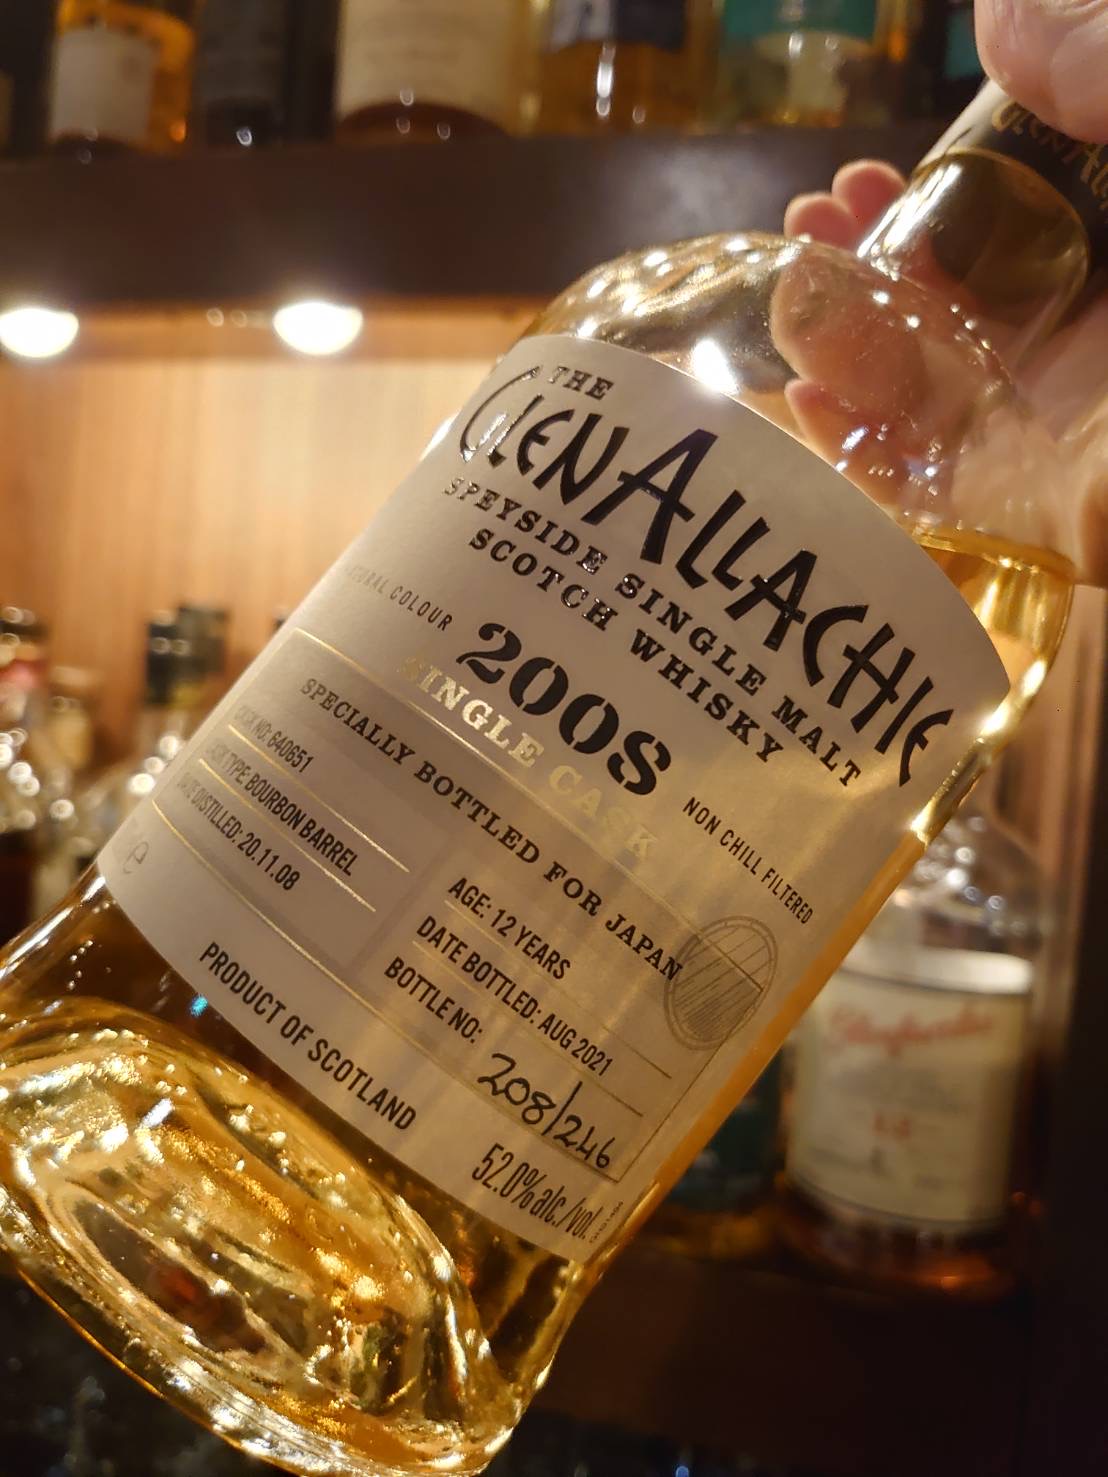 THE
GLENALLACHIE
SPEYSIDE SINGLE MALT
SCOTCH WHISKY
NATURAL COLOUR
2008
NON CHILL FILTERED
SINGLE CASK
SPECIALLY BOTTLED FOR JAPAN
CASK NO: 640651
CASK TYPE: BOURBON BARREL
DATE DISTILLED: 20.11.08
AGE: 12 YEARS
DATE BOTTLED: AUG 2021
BOTTLE NO: 208/246
PRODUCT OF SCOTLAND
52.0%alc./vol.